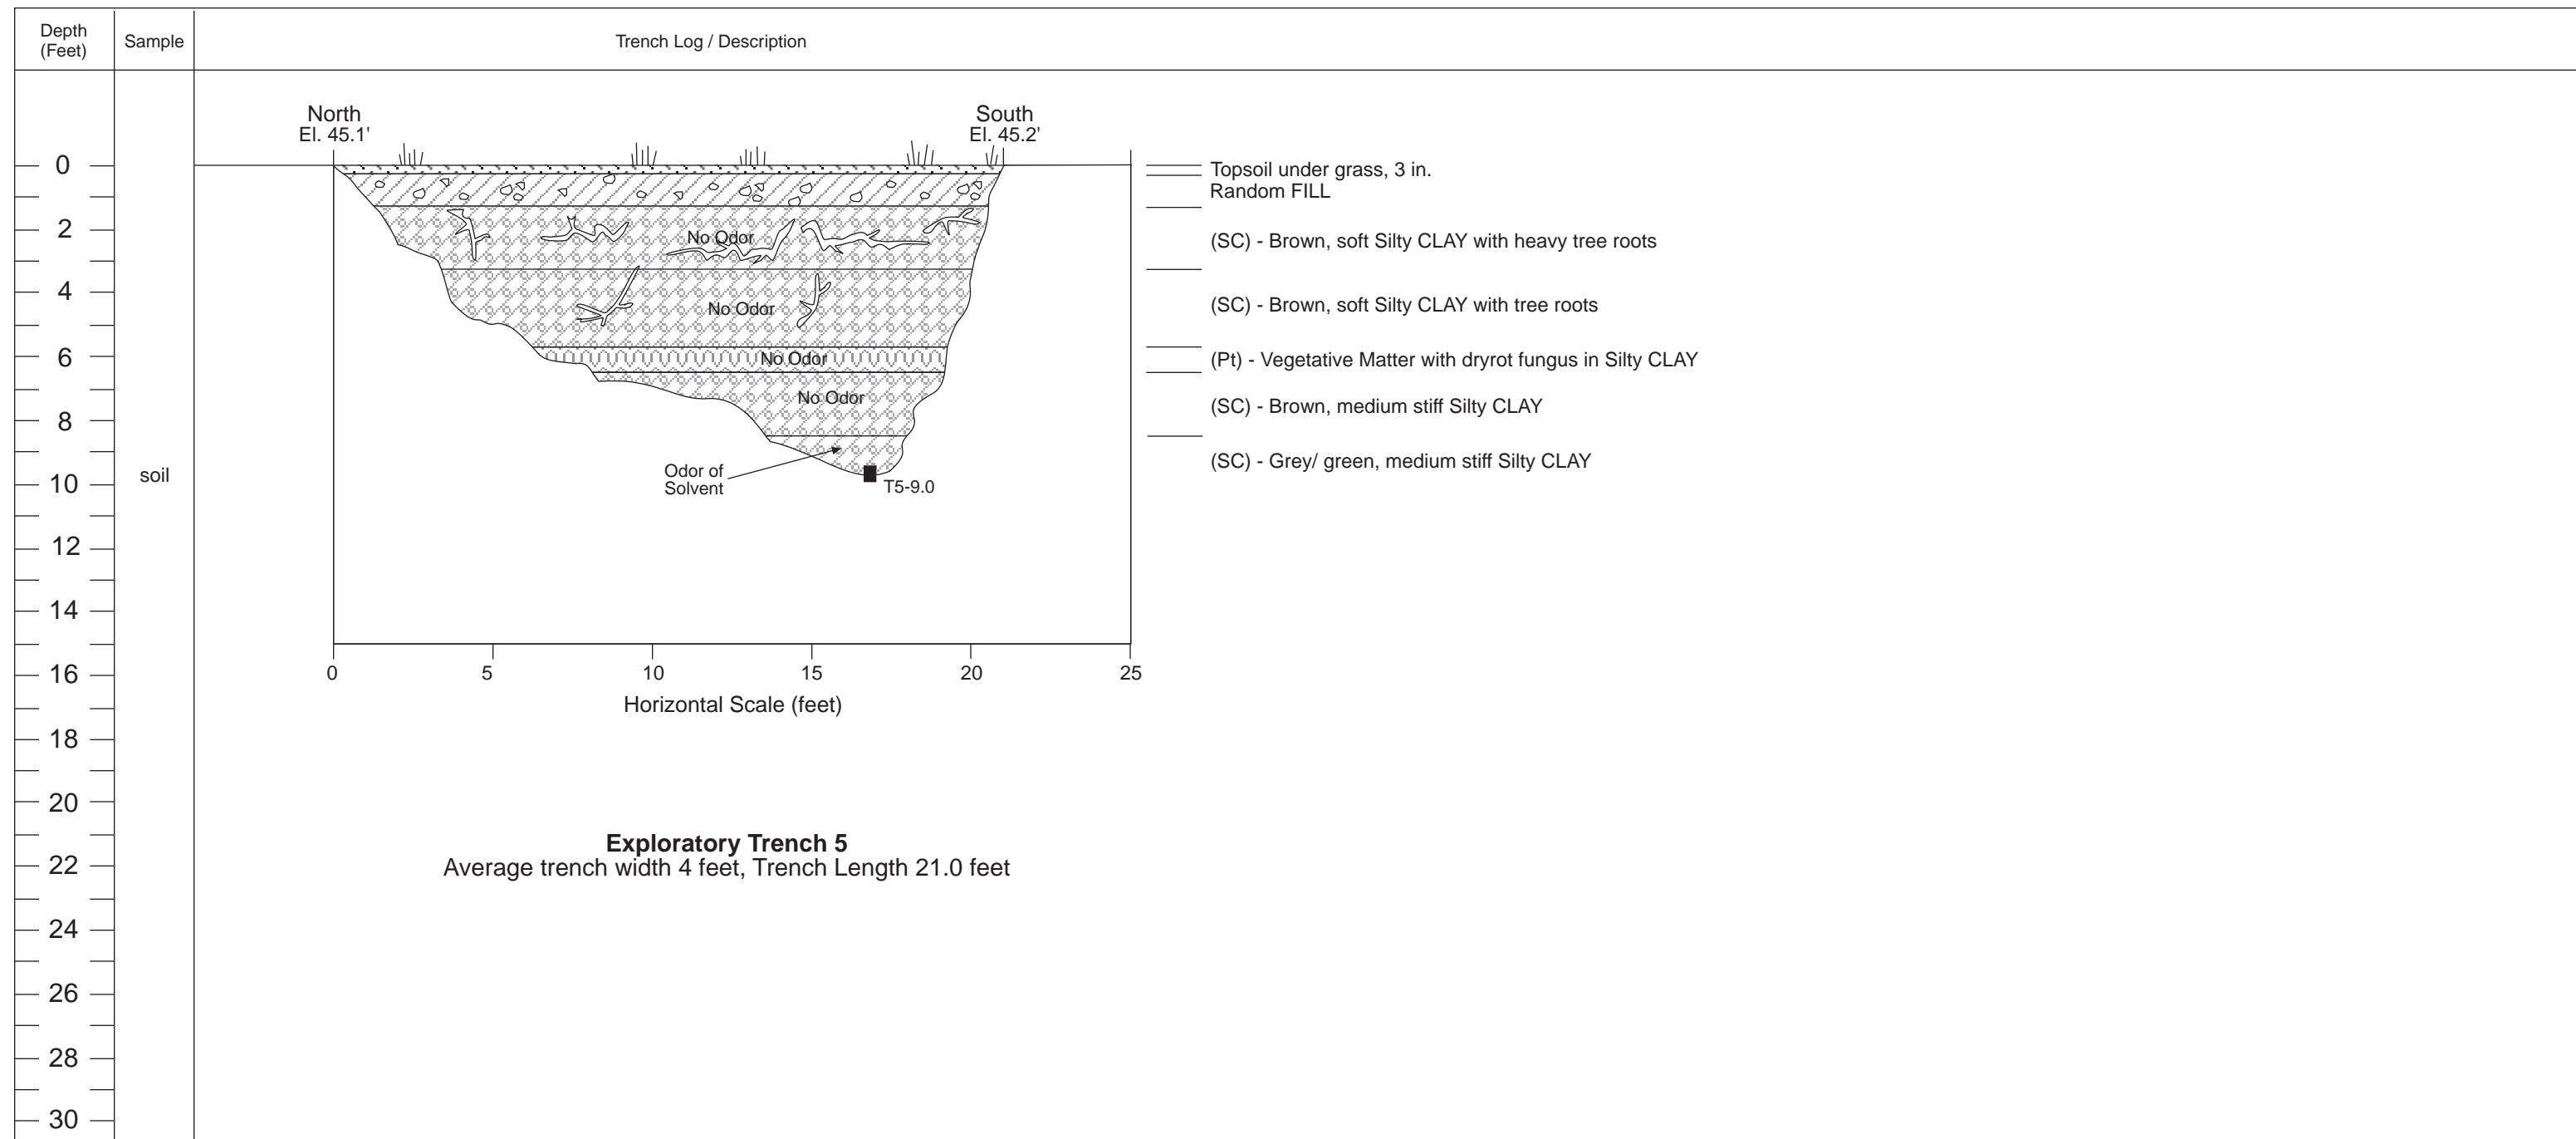 Depth
(Feet)
Sample
Trench Log / Description
North
El. 45.1'
South
El. 45.2'
0
2
4
6
8
10
12
14
16
18
20
22
24
26
28
30
soil
No Odor
No Odor
No Odor
No Odor
Odor of
Solvent
T5-9.0
Topsoil under grass, 3 in.
Random FILL
(SC) - Brown, soft Silty CLAY with heavy tree roots
(SC) - Brown, soft Silty CLAY with tree roots
(Pt) - Vegetative Matter with dryrot fungus in Silty CLAY
(SC) - Brown, medium stiff Silty CLAY
(SC) - Grey/ green, medium stiff Silty CLAY
0 5 10 15 20 25
Horizontal Scale (feet)
Exploratory Trench 5
Average trench width 4 feet, Trench Length 21.0 feet